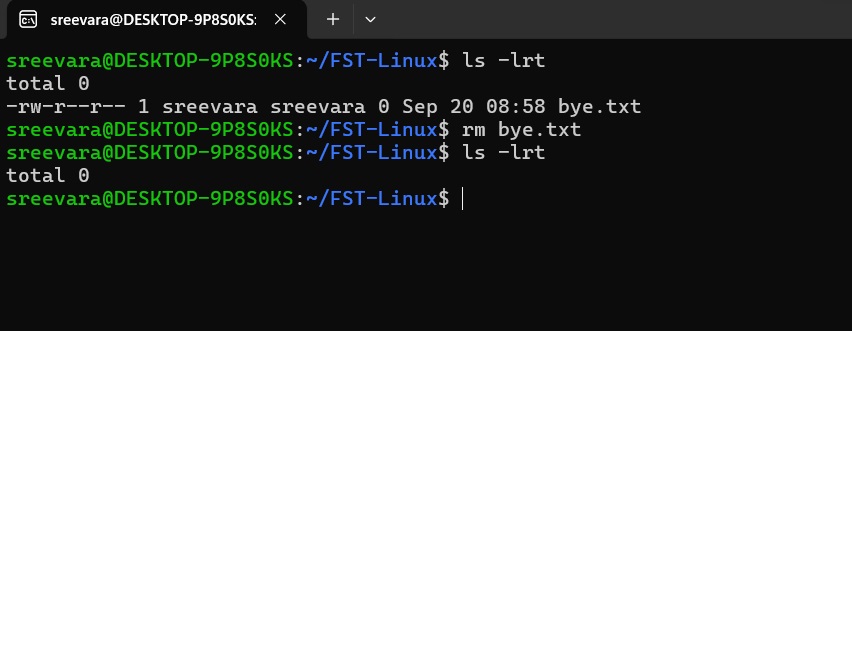 sreevara@DESKTOP-9P8S0KS:
sreevara@DESKTOP-9P8S0KS:~/FST-Linux$ ls -lrt
total 0
-rw-r--r-- 1 sreevara sreevara 0 Sep 20 08:58 bye.txt
sreevara@DESKTOP-9P8S0KS:~/FST-Linux$ rm bye.txt
sreevara@DESKTOP-9P8S0KS:~/FST-Linux$ ls -lrt
total 0
sreevara@DESKTOP-9P8S0KS:~/FST-Linux$